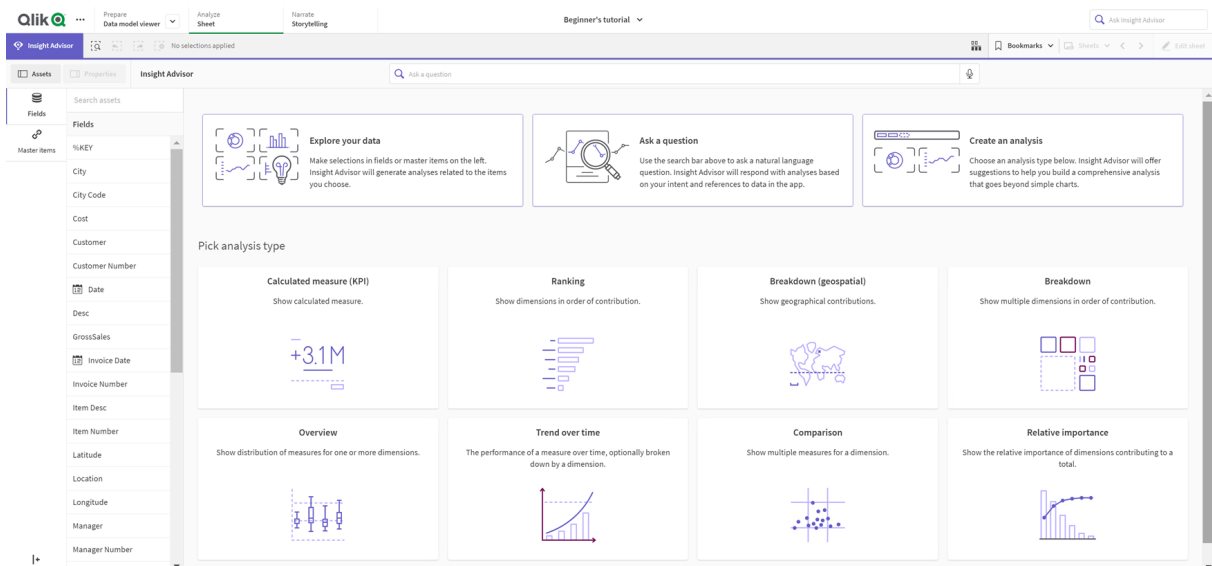 Qlik
Prepare
Data model viewer
Analyze
Sheet
Narrate
Storytelling
Beginner's tutorial
Ask Insight Advisor
Insight Advisor
No selections applied
Bookmarks
Sheets
Edit sheet
Assets
Properties
Insight Advisor
Ask a question
Fields
Master items
Search assets
Fields
%KEY
City
City Code
Cost
Customer
Customer Number
Date
Desc
GrossSales
Invoice Date
Invoice Number
Item Desc
Item Number
Latitude
Location
Longitude
Manager
Manager Number
Explore your data
Make selections in fields or master items on the left.
Insight Advisor will generate analyses related to the items
you choose.
Ask a question
Use the search bar above to ask a natural language
question. Insight Advisor will respond with analyses based
on your intent and references to data in the app.
Create an analysis
Choose an analysis type below. Insight Advisor will offer
suggestions to help you build a comprehensive analysis
that goes beyond simple charts.
Pick analysis type
Calculated measure (KPI)
Show calculated measure.
+3.1M
Ranking
Show dimensions in order of contribution.
Breakdown (geospatial)
Show geographical contributions.
Breakdown
Show multiple dimensions in order of contribution.
Overview
Show distribution of measures for one or more dimensions.
Trend over time
The performance of a measure over time, optionally broken
down by a dimension.
Comparison
Show multiple measures for a dimension.
Relative importance
Show the relative importance of dimensions contributing to a
total.